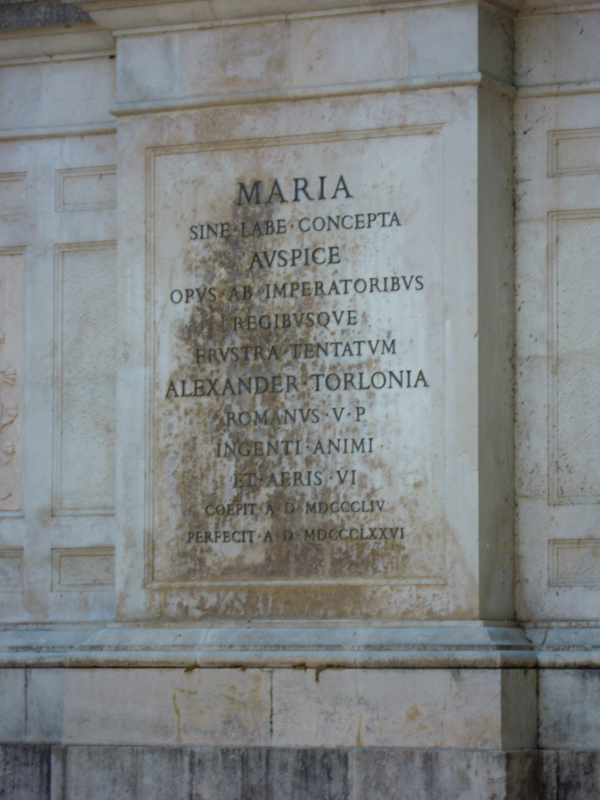 MARIA
SINE·LABE·CONCEPTA
AVSPICE
OPVS·AB·IMPERATORIBVS
REGIBVSQVE
FRVSTRA·TENTATVM
ALEXANDER·TORLONIA
ROMANVS·V·P
INGENTI·ANIMI
ET·AERIS·VI
COEPIT·A·D·MDCCCLIV
PERFECIT·A·D·MDCCCLXXVI